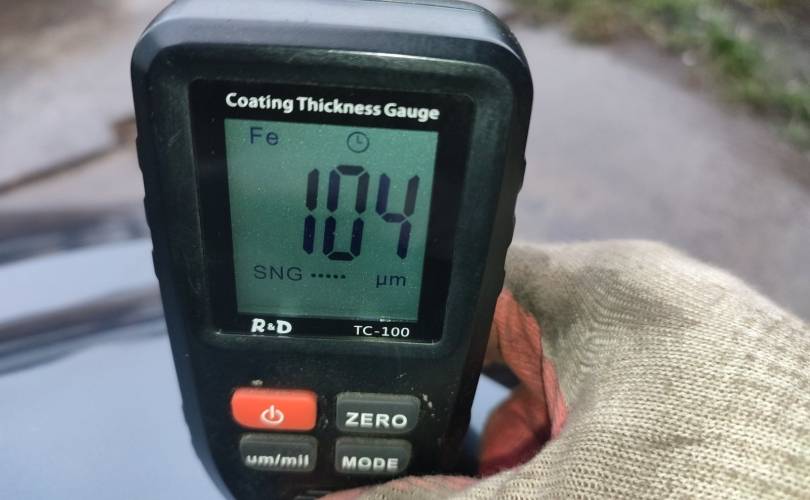 Coating Thickness Gauge
Fe
104
SNG µm
R&D TC-100
ZERO
um/mil MODE